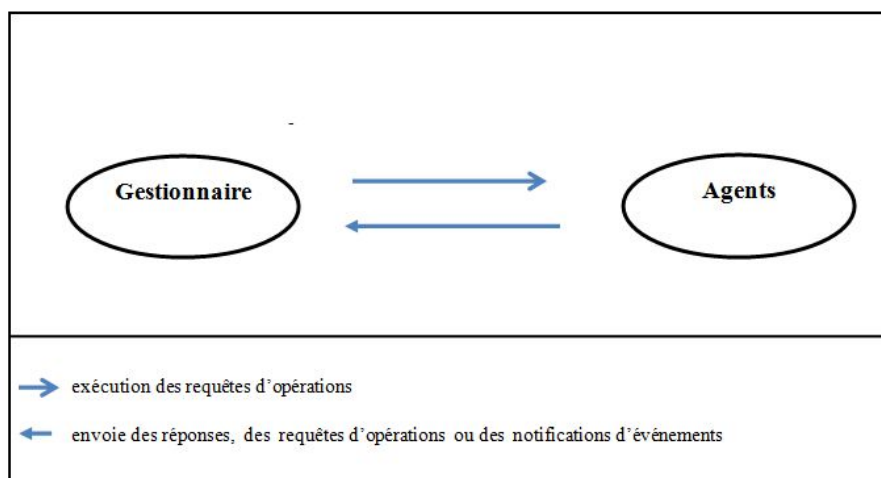 Gestionnaire
Agents
exécution des requêtes d’opérations
envoie des réponses, des requêtes d’opérations ou des notifications d’événements